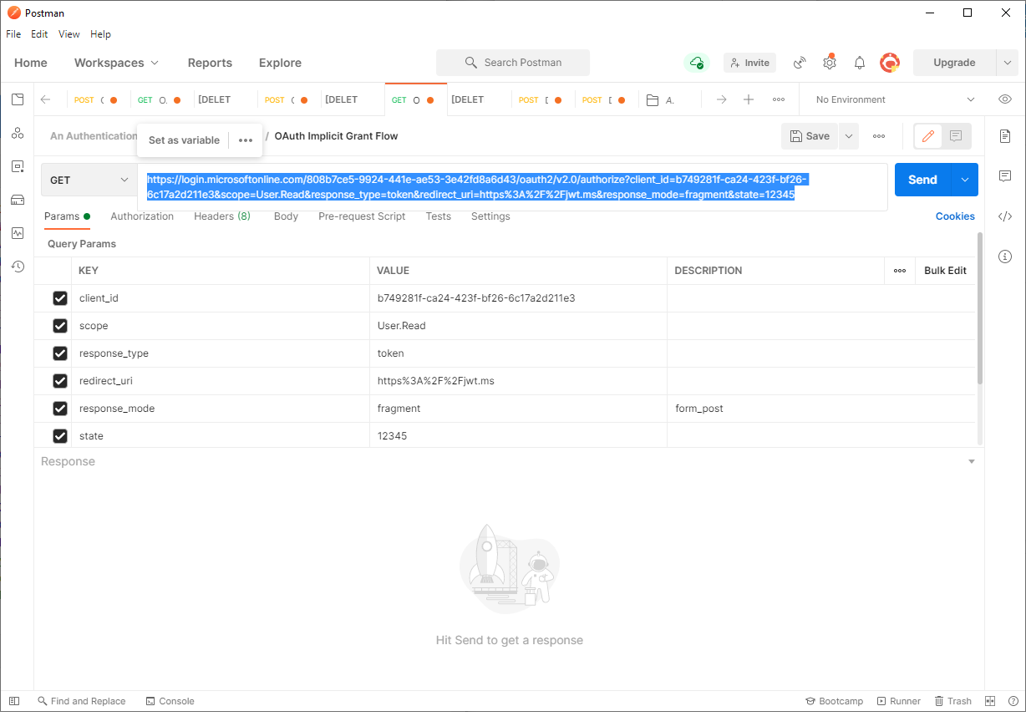 Postman
File Edit View Help
Home Workspaces Reports Explore Search Postman Invite Upgrade
POST GET [DELET POST [DELET GET O [DELET POST POST No Environment
An Authentication / OAuth Implicit Grant Flow Save
Set as variable
GET
https://login.microsoftonline.com/808b7ce5-9924-441e-ae53-3e42fd8a6d43/oauth2/v2.0/authorize?client_id=b749281f-ca24-423f-bf26-
6c17a2d211e3&scope=User.Read&response_type=token&redirect_uri=https%3A%2F%2Fjwt.ms&response_mode=fragment&state=12345
Send
Params Authorization Headers (8) Body Pre-request Script Tests Settings Cookies
Query Params
KEY VALUE DESCRIPTION Bulk Edit
client_id b749281f-ca24-423f-bf26-6c17a2d211e3
scope User.Read
response_type token
redirect_uri https%3A%2F%2Fjwt.ms
response_mode fragment form_post
state 12345
Response
Hit Send to get a response
Find and Replace Console Bootcamp Runner Trash